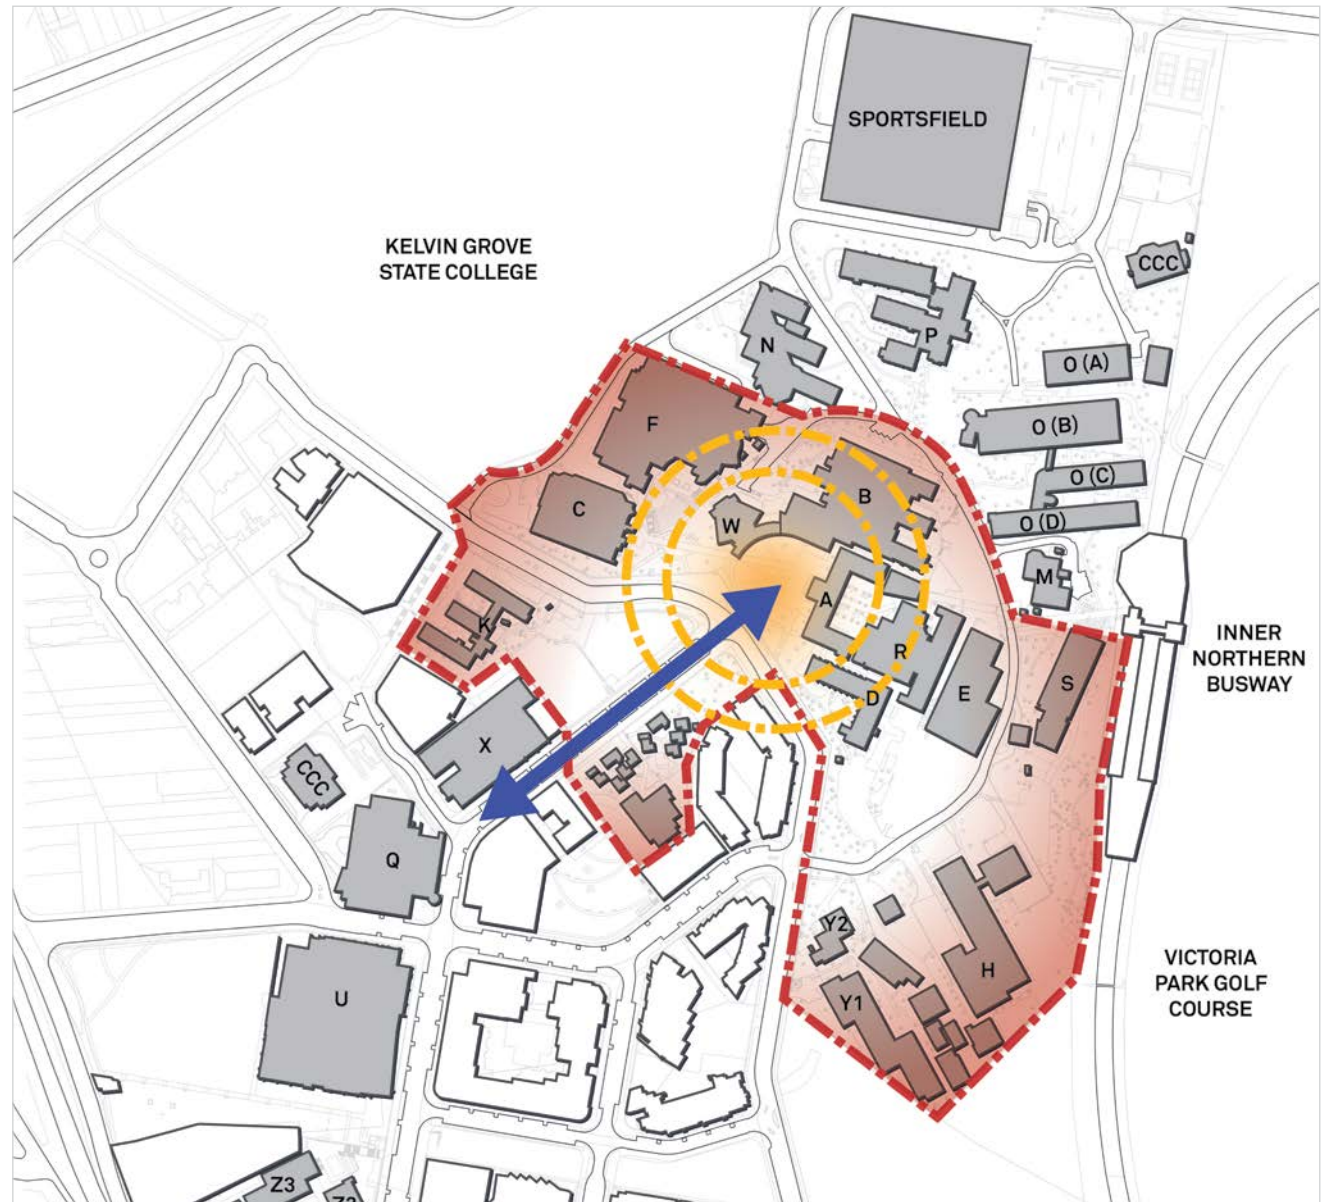 SPORTSFIELD
KELVIN GROVE
STATE COLLEGE
CCC
N
P
O (A)
F
O (B)
O (C)
C
W
B
O (D)
M
A
K
INNER
NORTHERN
BUSWAY
R
S
D
E
X
CCC
Q
Y2
VICTORIA
PARK GOLF
COURSE
H
U
Y1
Z3